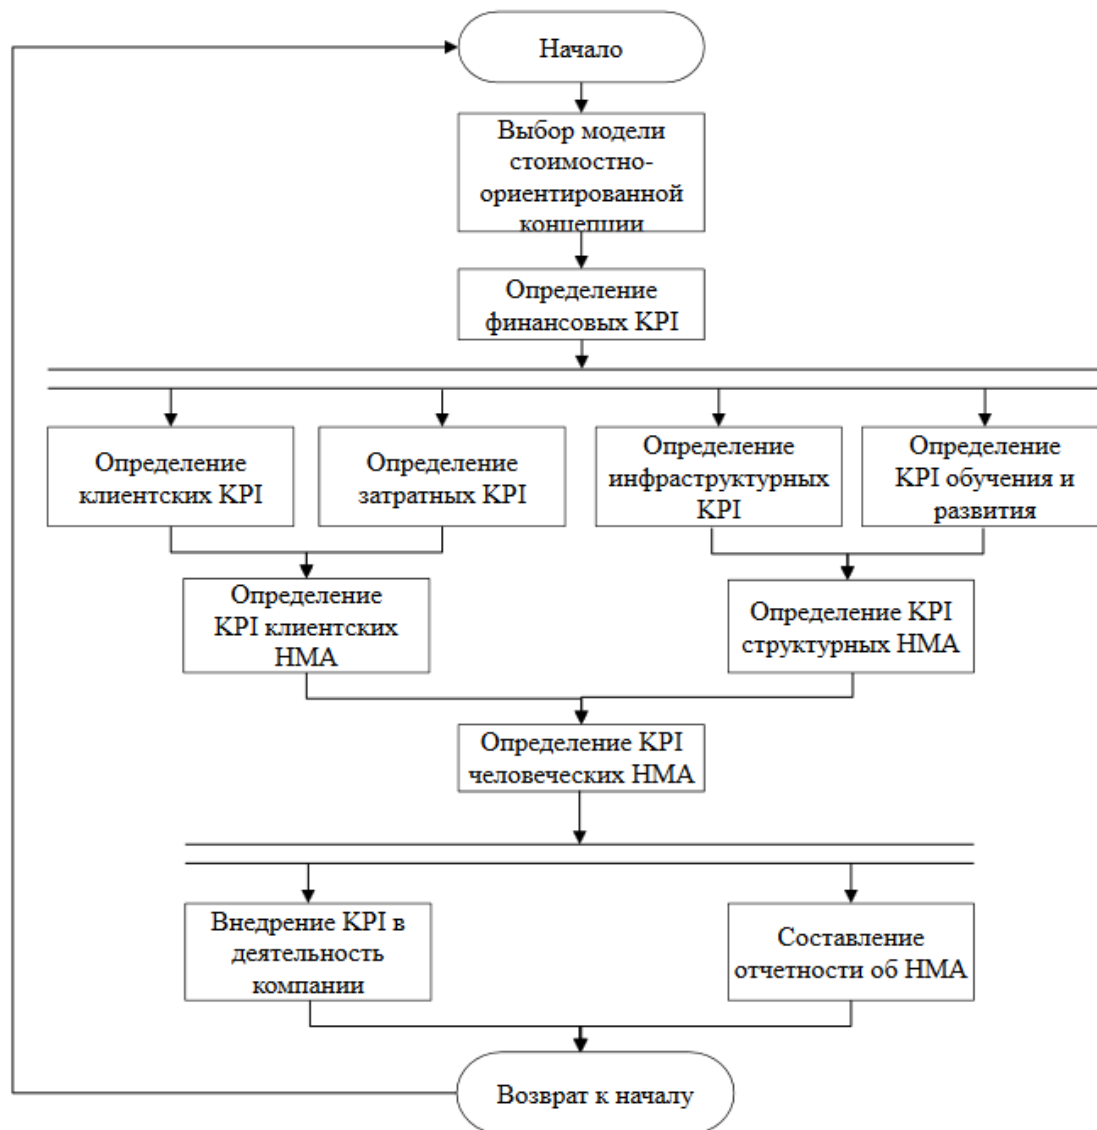 Начало
Выбор модели
стоимостно-
ориентированной
концепции
Определение
финансовых KPI
Определение
клиентских KPI
Определение
затратных KPI
Определение
инфраструктурных
KPI
Определение
KPI обучения и
развития
Определение
KPI клиентских
НМА
Определение KPI
структурных НМА
Определение KPI
человеческих НМА
Внедрение KPI в
деятельность
компании
Составление
отчетности об НМА
Возврат к началу